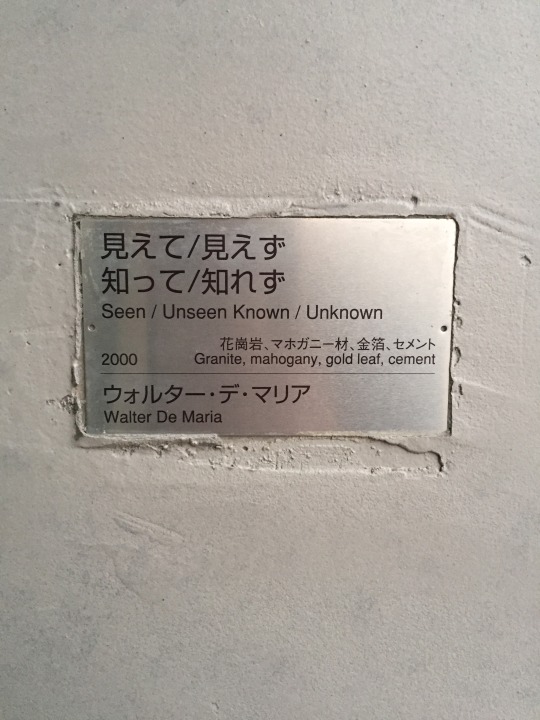 見えて/見えず
知って/知れず
Seen / Unseen Known / Unknown
花崗岩、マホガニー材、金箔、セメント
2000 Granite, mahogany, gold leaf, cement
ウォルター・デ・マリア
Walter De Maria